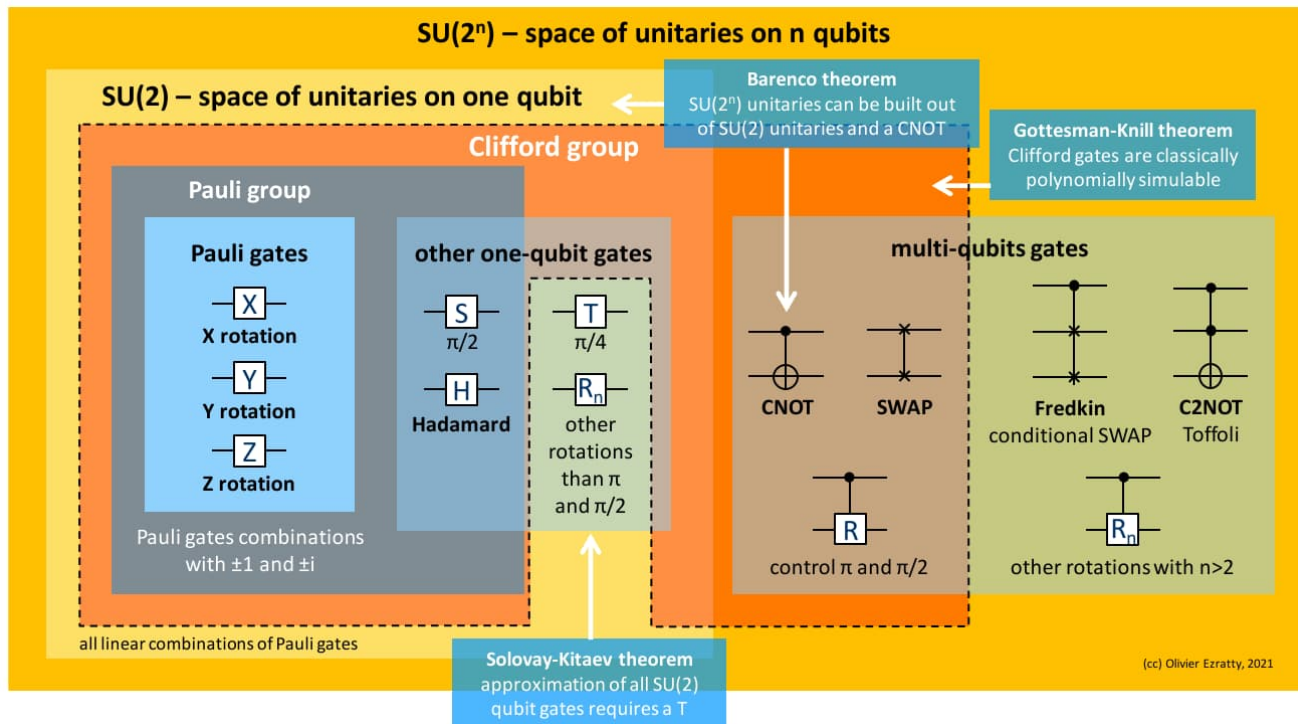 SU(2ⁿ) – space of unitaries on n qubits
SU(2) – space of unitaries on one qubit
Barenco theorem
SU(2ⁿ) unitaries can be built out
of SU(2) unitaries and a CNOT
Clifford group
Gottesman-Knill theorem
Clifford gates are classically
polynomially simulable
Pauli group
Pauli gates
X
X rotation
Y
Y rotation
Z
Z rotation
Pauli gates combinations
with ±1 and ±i
other one-qubit gates
S
π/2
T
π/4
H
Hadamard
Rₙ
other
rotations
than π
and π/2
multi-qubits gates
CNOT
SWAP
Fredkin
conditional SWAP
C2NOT
Toffoli
R
control π and π/2
Rₙ
other rotations with n>2
all linear combinations of Pauli gates
Solovay-Kitaev theorem
approximation of all SU(2)
qubit gates requires a T
(cc) Olivier Ezratty, 2021